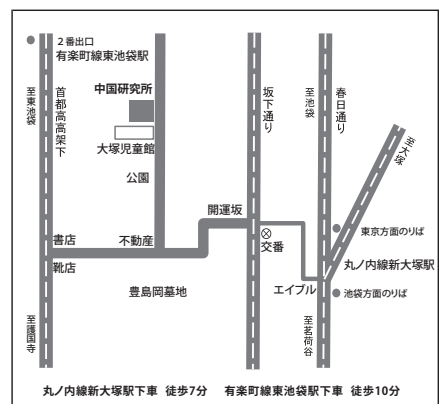 ２番出口
有楽町線東池袋駅
至東池袋
首都高高架下
中国研究所
大塚児童館
公園
坂下通り
至池袋
春日通り
至大塚
開運坂
交番
東京方面のりば
丸ノ内線新大塚駅
書店
不動産
靴店
エイブル
池袋方面のりば
豊島岡墓地
至護国寺
至茗荷谷
丸ノ内線新大塚駅下車 徒歩7分 有楽町線東池袋駅下車 徒歩10分